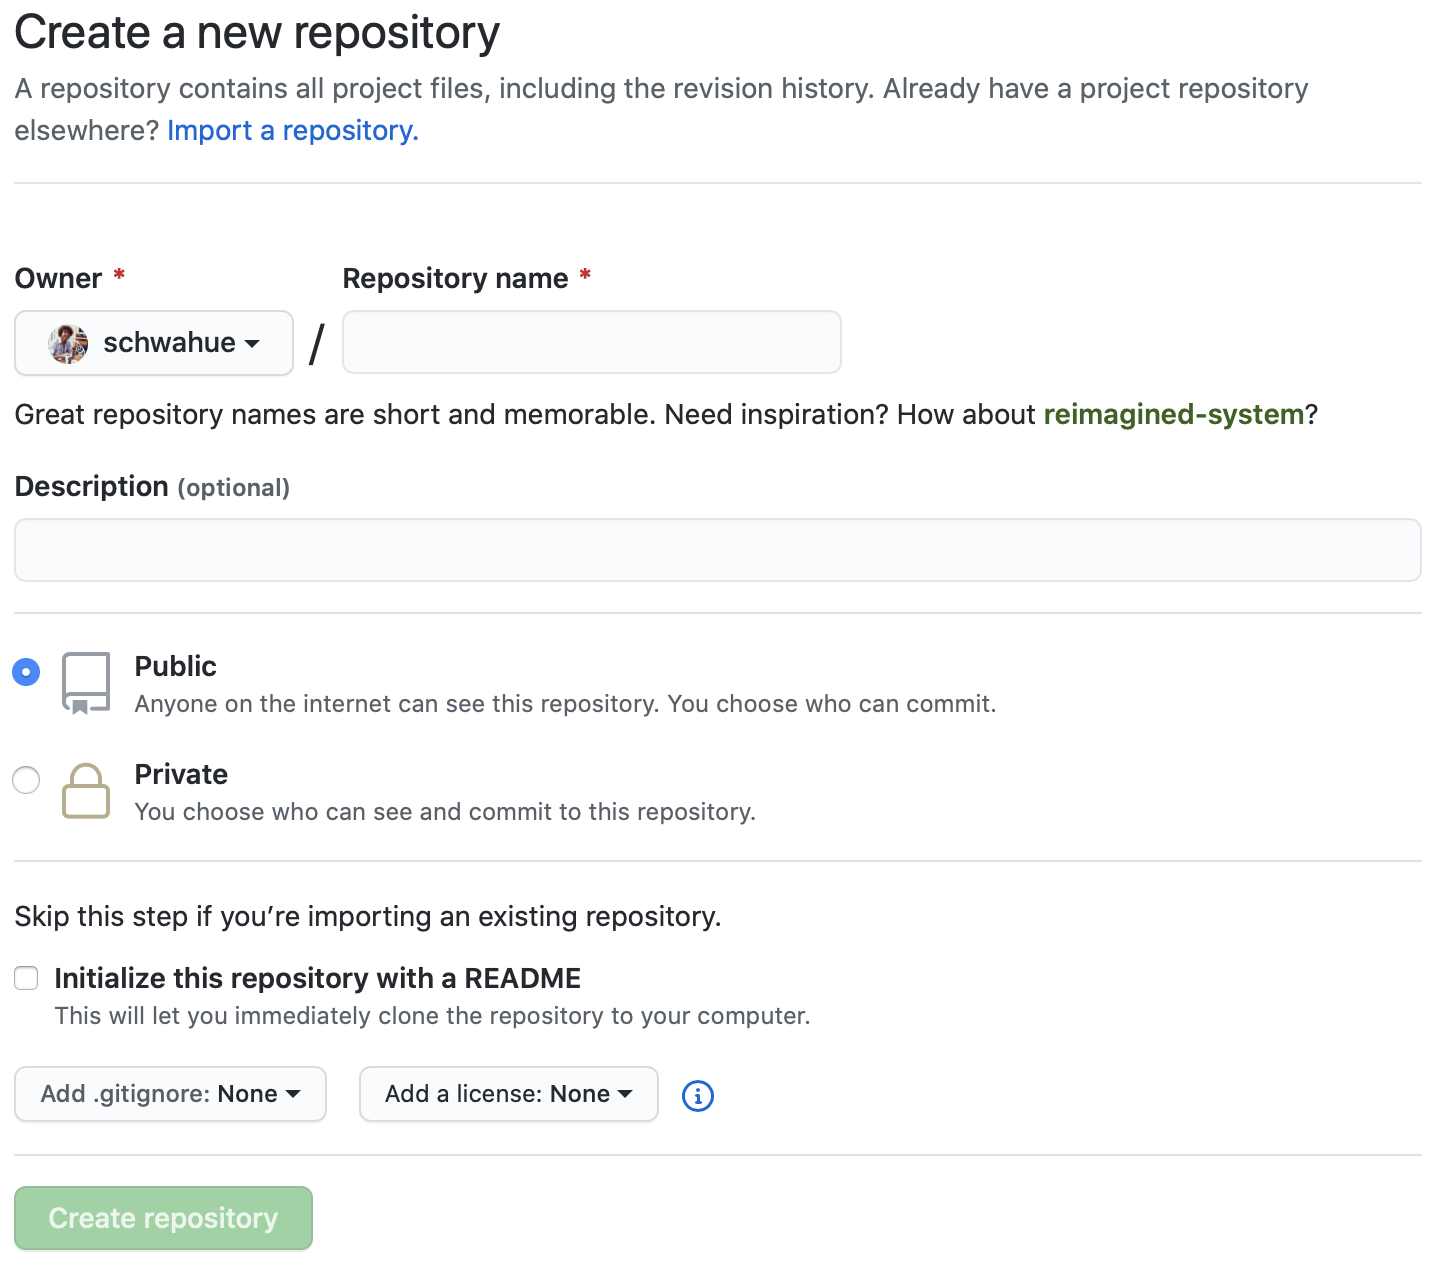 Create a new repository
A repository contains all project files, including the revision history. Already have a project repository
elsewhere? Import a repository.
Owner *
Repository name *
schwahue
/
Great repository names are short and memorable. Need inspiration? How about reimagined-system?
Description (optional)
Public
Anyone on the internet can see this repository. You choose who can commit.
Private
You choose who can see and commit to this repository.
Skip this step if you’re importing an existing repository.
Initialize this repository with a README
This will let you immediately clone the repository to your computer.
Add .gitignore: None
Add a license: None
Create repository